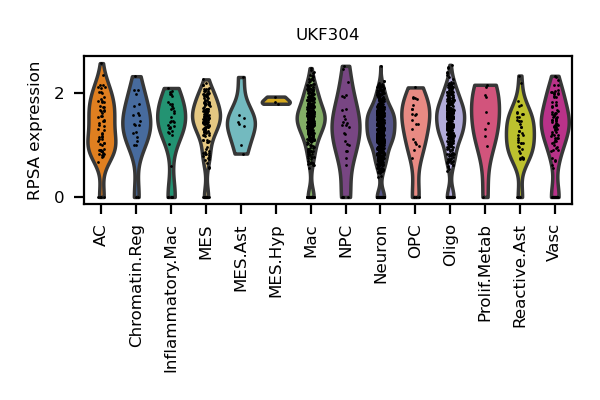 UKF304
RPSA expression
2
0
AC
Chromatin.Reg
Inflammatory.Mac
MES
MES.Ast
MES.Hyp
Mac
NPC
Neuron
OPC
Oligo
Prolif.Metab
Reactive.Ast
Vasc